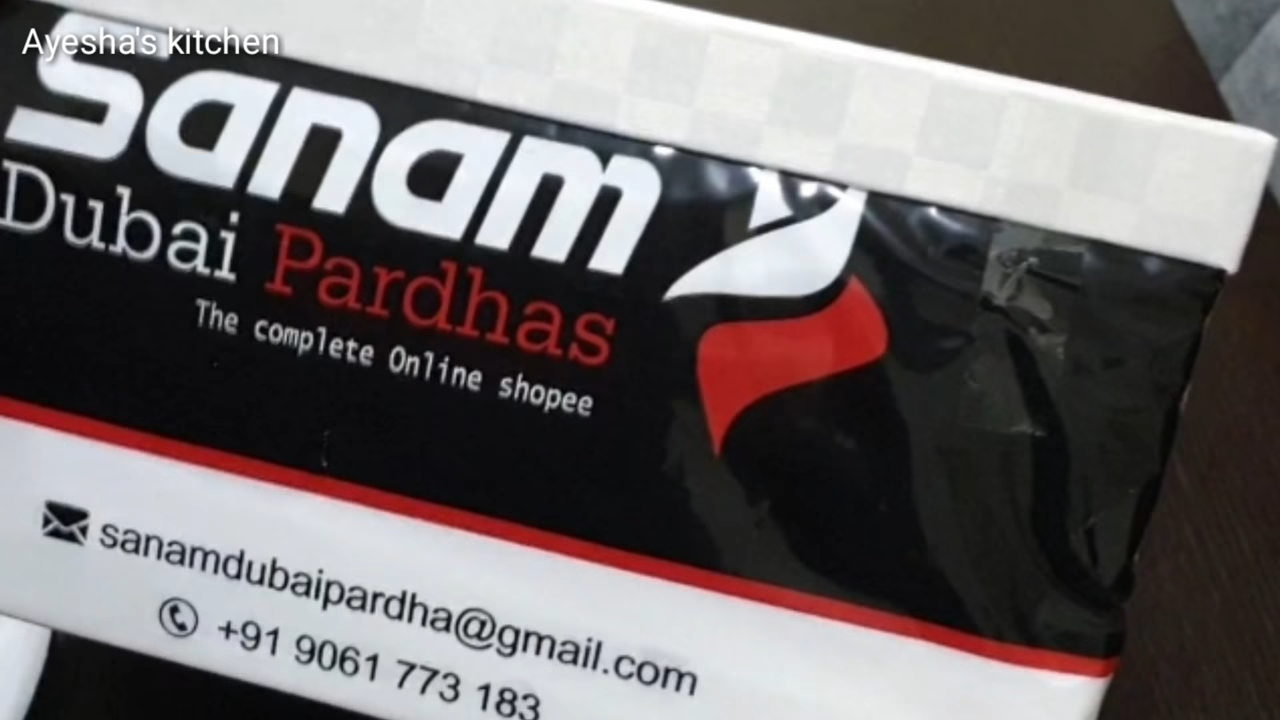 Ayesha's kitchen
sanam
Dubai Pardhas
The complete Online shopee
sanamdubaipardha@gmail.com
+91 9061 773 183